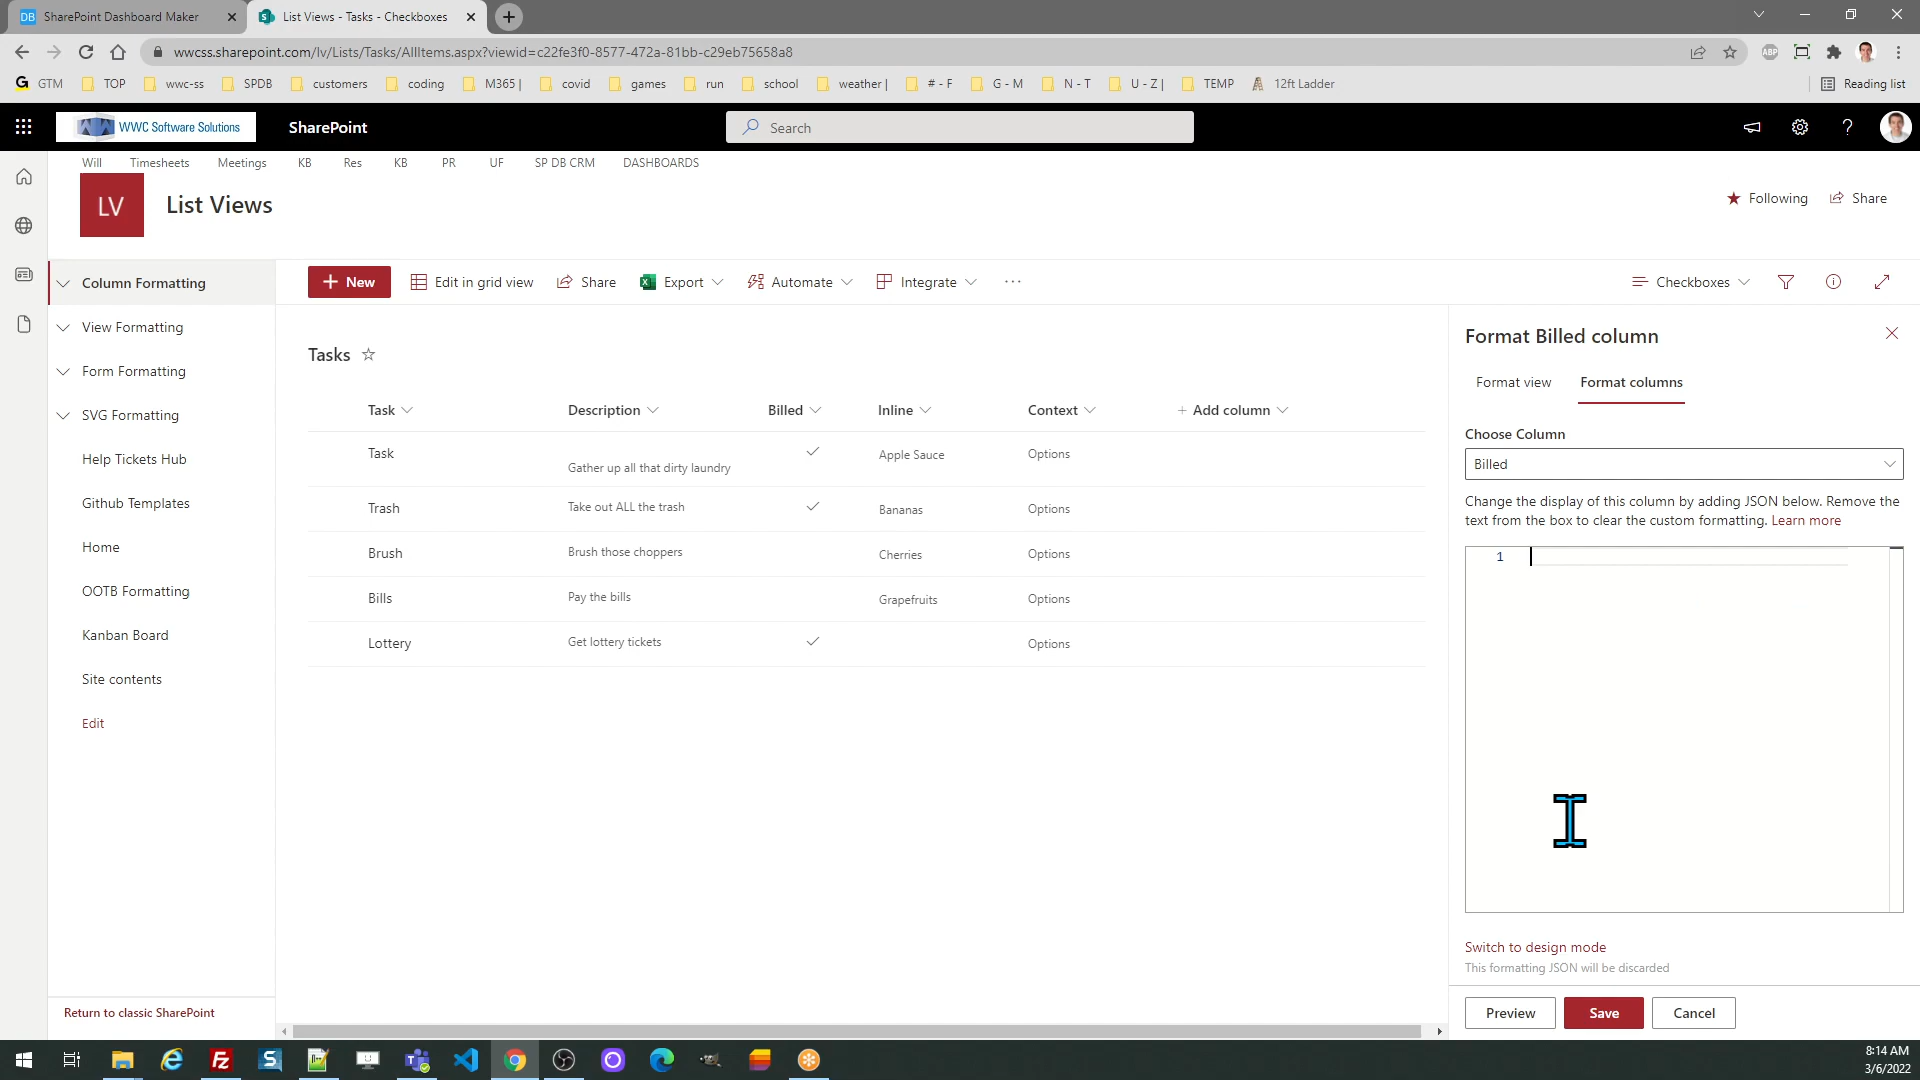 DB SharePoint Dashboard Maker
List Views - Tasks - Checkboxes
wwcss.sharepoint.com/lv/Lists/Tasks/AllItems.aspx?viewid=c22fe3f0-8577-472a-81bb-c29eb75658a8
ABP
G GTM TOP wwc-ss SPDB customers coding M365 | covid games run school weather | # - F G - M N - T U - Z | TEMP 12ft Ladder Reading list
WWC Software Solutions SharePoint Search ?
Will Timesheets Meetings KB Res KB PR UF SP DB CRM DASHBOARDS
LV List Views
Following Share
Column Formatting
View Formatting
Form Formatting
SVG Formatting
Help Tickets Hub
Github Templates
Home
OOTB Formatting
Kanban Board
Site contents
Edit
Return to classic SharePoint
+ New Edit in grid view Share Export Automate Integrate ··· Checkboxes
Tasks
Task Description Billed Inline Context + Add column
Task Gather up all that dirty laundry Apple Sauce Options
Trash Take out ALL the trash Bananas Options
Brush Brush those choppers Cherries Options
Bills Pay the bills Grapefruits Options
Lottery Get lottery tickets Options
Format Billed column
Format view Format columns
Choose Column
Billed
Change the display of this column by adding JSON below. Remove the
text from the box to clear the custom formatting. Learn more
1
Switch to design mode
This formatting JSON will be discarded
Preview Save Cancel
8:14 AM
3/6/2022